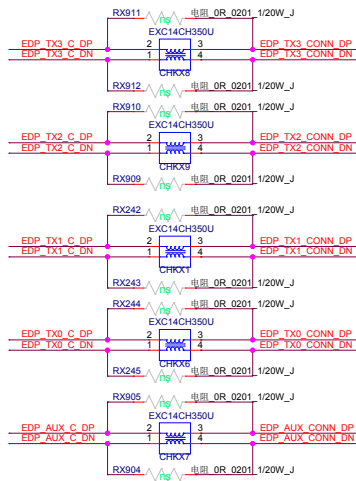 RX911 ns 电阻_0R_0201_1/20W_J
EXC14CH350U
EDP_TX3_C_DP 2 3 EDP_TX3_CONN_DP
EDP_TX3_C_DN 1 4 EDP_TX3_CONN_DN
CHKX8
RX912 ns 电阻_0R_0201_1/20W_J
RX910 ns 电阻_0R_0201_1/20W_J
EXC14CH350U
EDP_TX2_C_DP 2 3 EDP_TX2_CONN_DP
EDP_TX2_C_DN 1 4 EDP_TX2_CONN_DN
CHKX9
RX909 ns 电阻_0R_0201_1/20W_J
RX242 ns 电阻_0R_0201_1/20W_J
EXC14CH350U
EDP_TX1_C_DP 2 3 EDP_TX1_CONN_DP
EDP_TX1_C_DN 1 4 EDP_TX1_CONN_DN
CHKX1
RX243 ns 电阻_0R_0201_1/20W_J
RX244 ns 电阻_0R_0201_1/20W_J
EXC14CH350U
EDP_TX0_C_DP 2 3 EDP_TX0_CONN_DP
EDP_TX0_C_DN 1 4 EDP_TX0_CONN_DN
CHKX6
RX245 ns 电阻_0R_0201_1/20W_J
RX905 ns 电阻_0R_0201_1/20W_J
EXC14CH350U
EDP_AUX_C_DP 2 3 EDP_AUX_CONN_DP
EDP_AUX_C_DN 1 4 EDP_AUX_CONN_DN
CHKX7
RX904 ns 电阻_0R_0201_1/20W_J